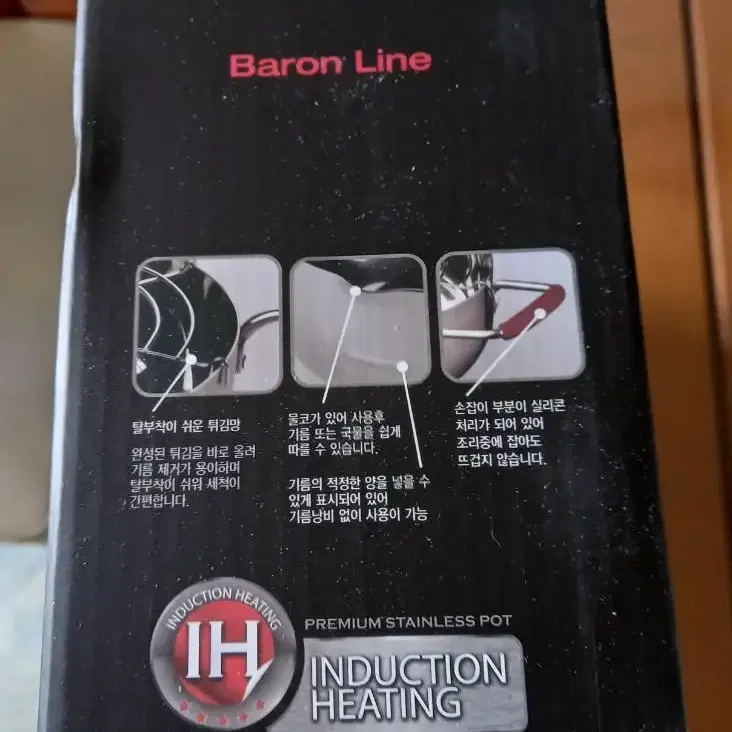 Baron Line
탈부착이 쉬운 튀김망
완성된 튀김을 바로 올려
기름 제거가 용이하며
탈부착이 쉬워 세척이
간편합니다.
물코가 있어 사용후
기름 또는 국물을 쉽게
따를 수 있습니다.
기름의 적정한 양을 넣을 수
있게 표시되어 있어
기름낭비 없이 사용이 가능
손잡이 부분이 실리콘
처리가 되어 있어
조리중에 잡아도
뜨겁지 않습니다.
INDUCTION HEATING
IH
PREMIUM STAINLESS POT
INDUCTION
HEATING